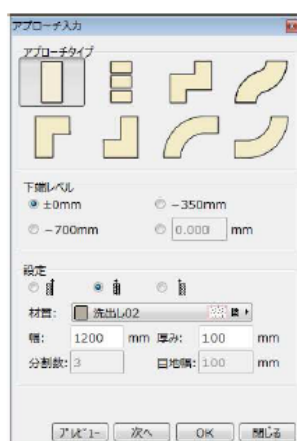 アプローチ入力
アプローチタイプ
下端レベル
±0mm
-350mm
-700mm
0.000 mm
設定
材質: 洗出し02
幅: 1200 mm 厚み: 100 mm
分割数: 3 目地幅: 100 mm
プレビュー 次へ OK 閉じる